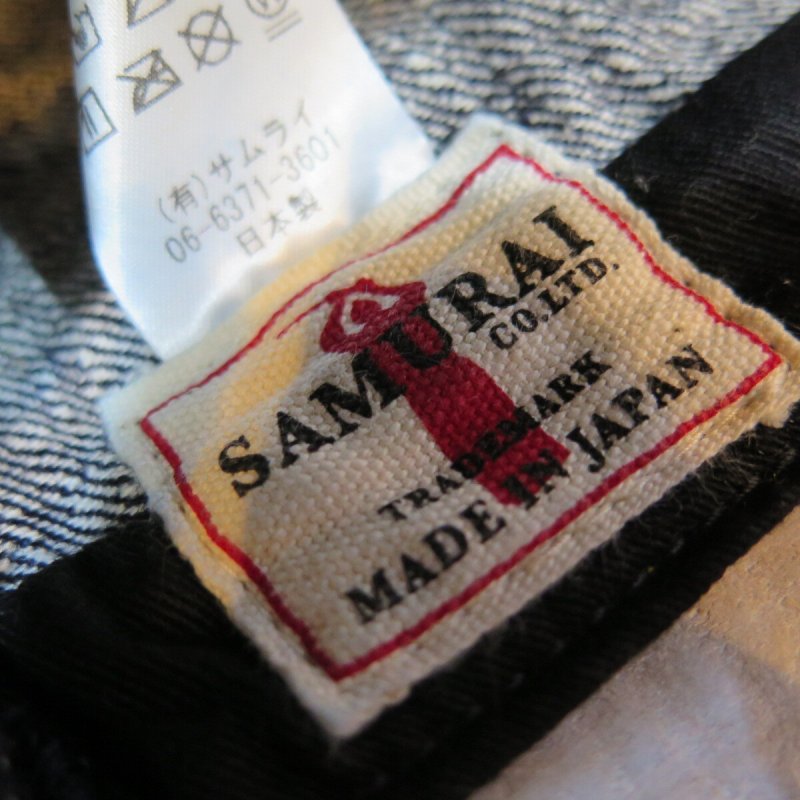 (有)サムライ
06-6371-3601
日本製
SAMURAI
CO.LTD.
TRADEMARK
MADE IN JAPAN